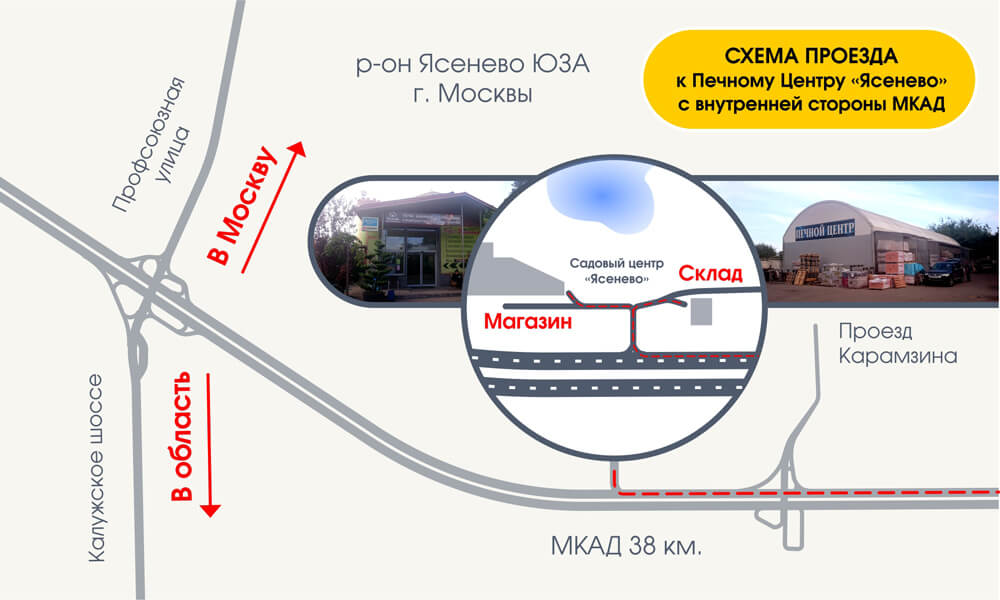 СХЕМА ПРОЕЗДА
к Печному Центру «Ясенево»
с внутренней стороны МКАД
р-он Ясенево ЮЗА
г. Москвы
Профсоюзная
улица
В Москву
ПЕЧНОЙ ЦЕНТР
Садовый центр
«Ясенево»
Склад
Магазин
Проезд
Карамзина
Калужское шоссе
В область
МКАД 38 км.